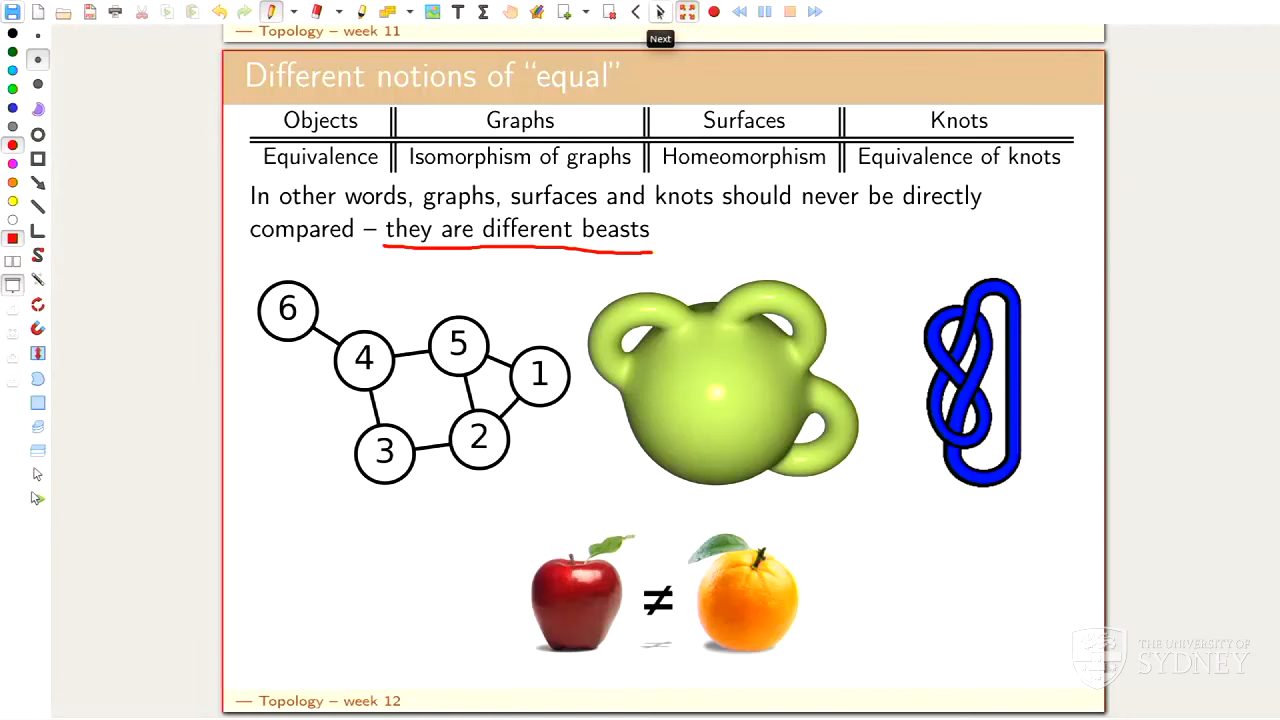 Next
— Topology – week 11
Different notions of “equal”
Objects Graphs Surfaces Knots
Equivalence Isomorphism of graphs Homeomorphism Equivalence of knots
In other words, graphs, surfaces and knots should never be directly
compared – they are different beasts
6
4
5
1
3
2
≠
THE UNIVERSITY OF
SYDNEY
— Topology – week 12